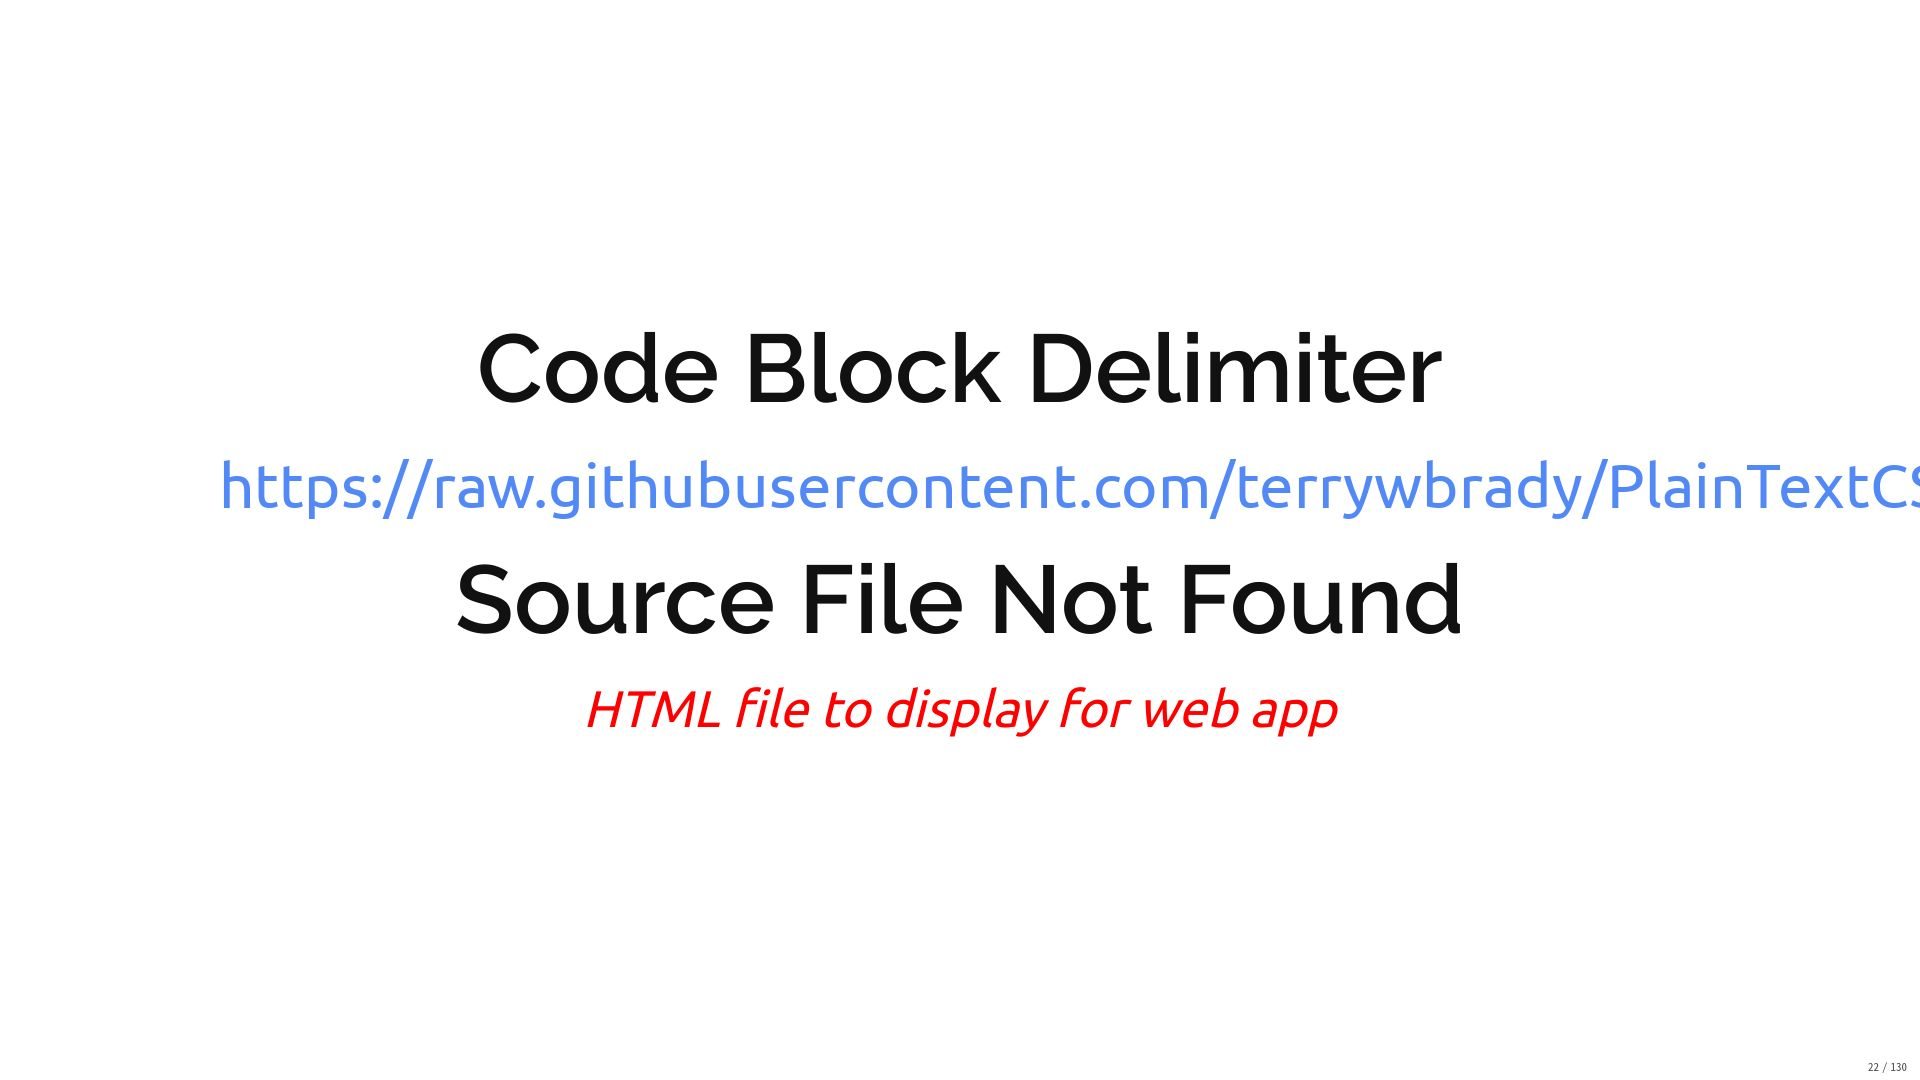 Code Block Delimiter
https://raw.githubusercontent.com/terrywbrady/PlainTextCS
Source File Not Found
HTML file to display for web app
22 / 130